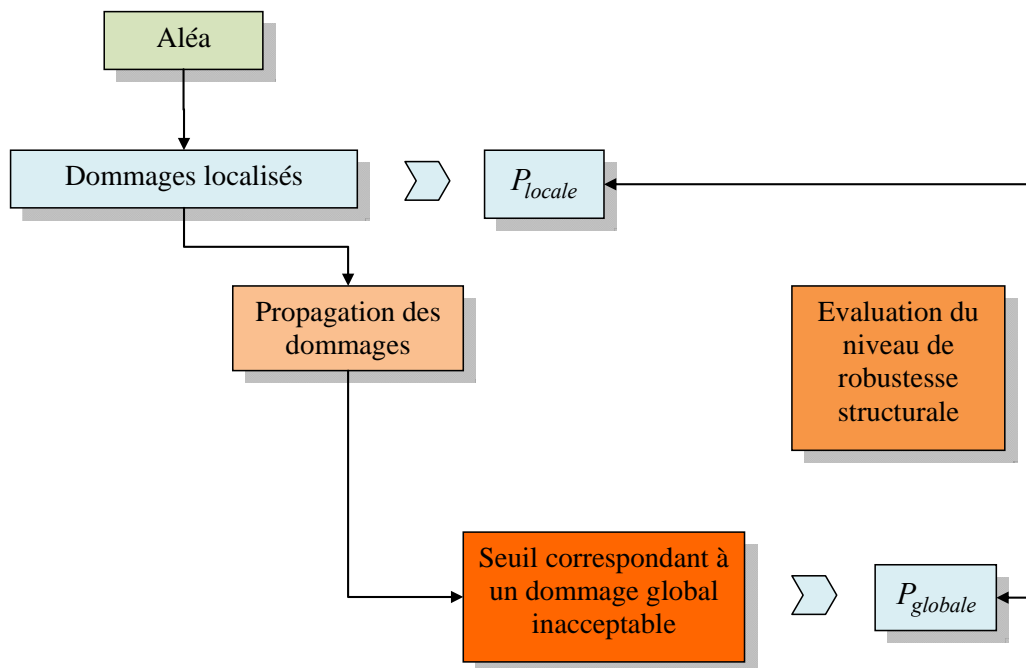 Aléa
Dommages localisés
P_locale
Propagation des
dommages
Evaluation du
niveau de
robustesse
structurale
Seuil correspondant à
un dommage global
inacceptable
P_globale